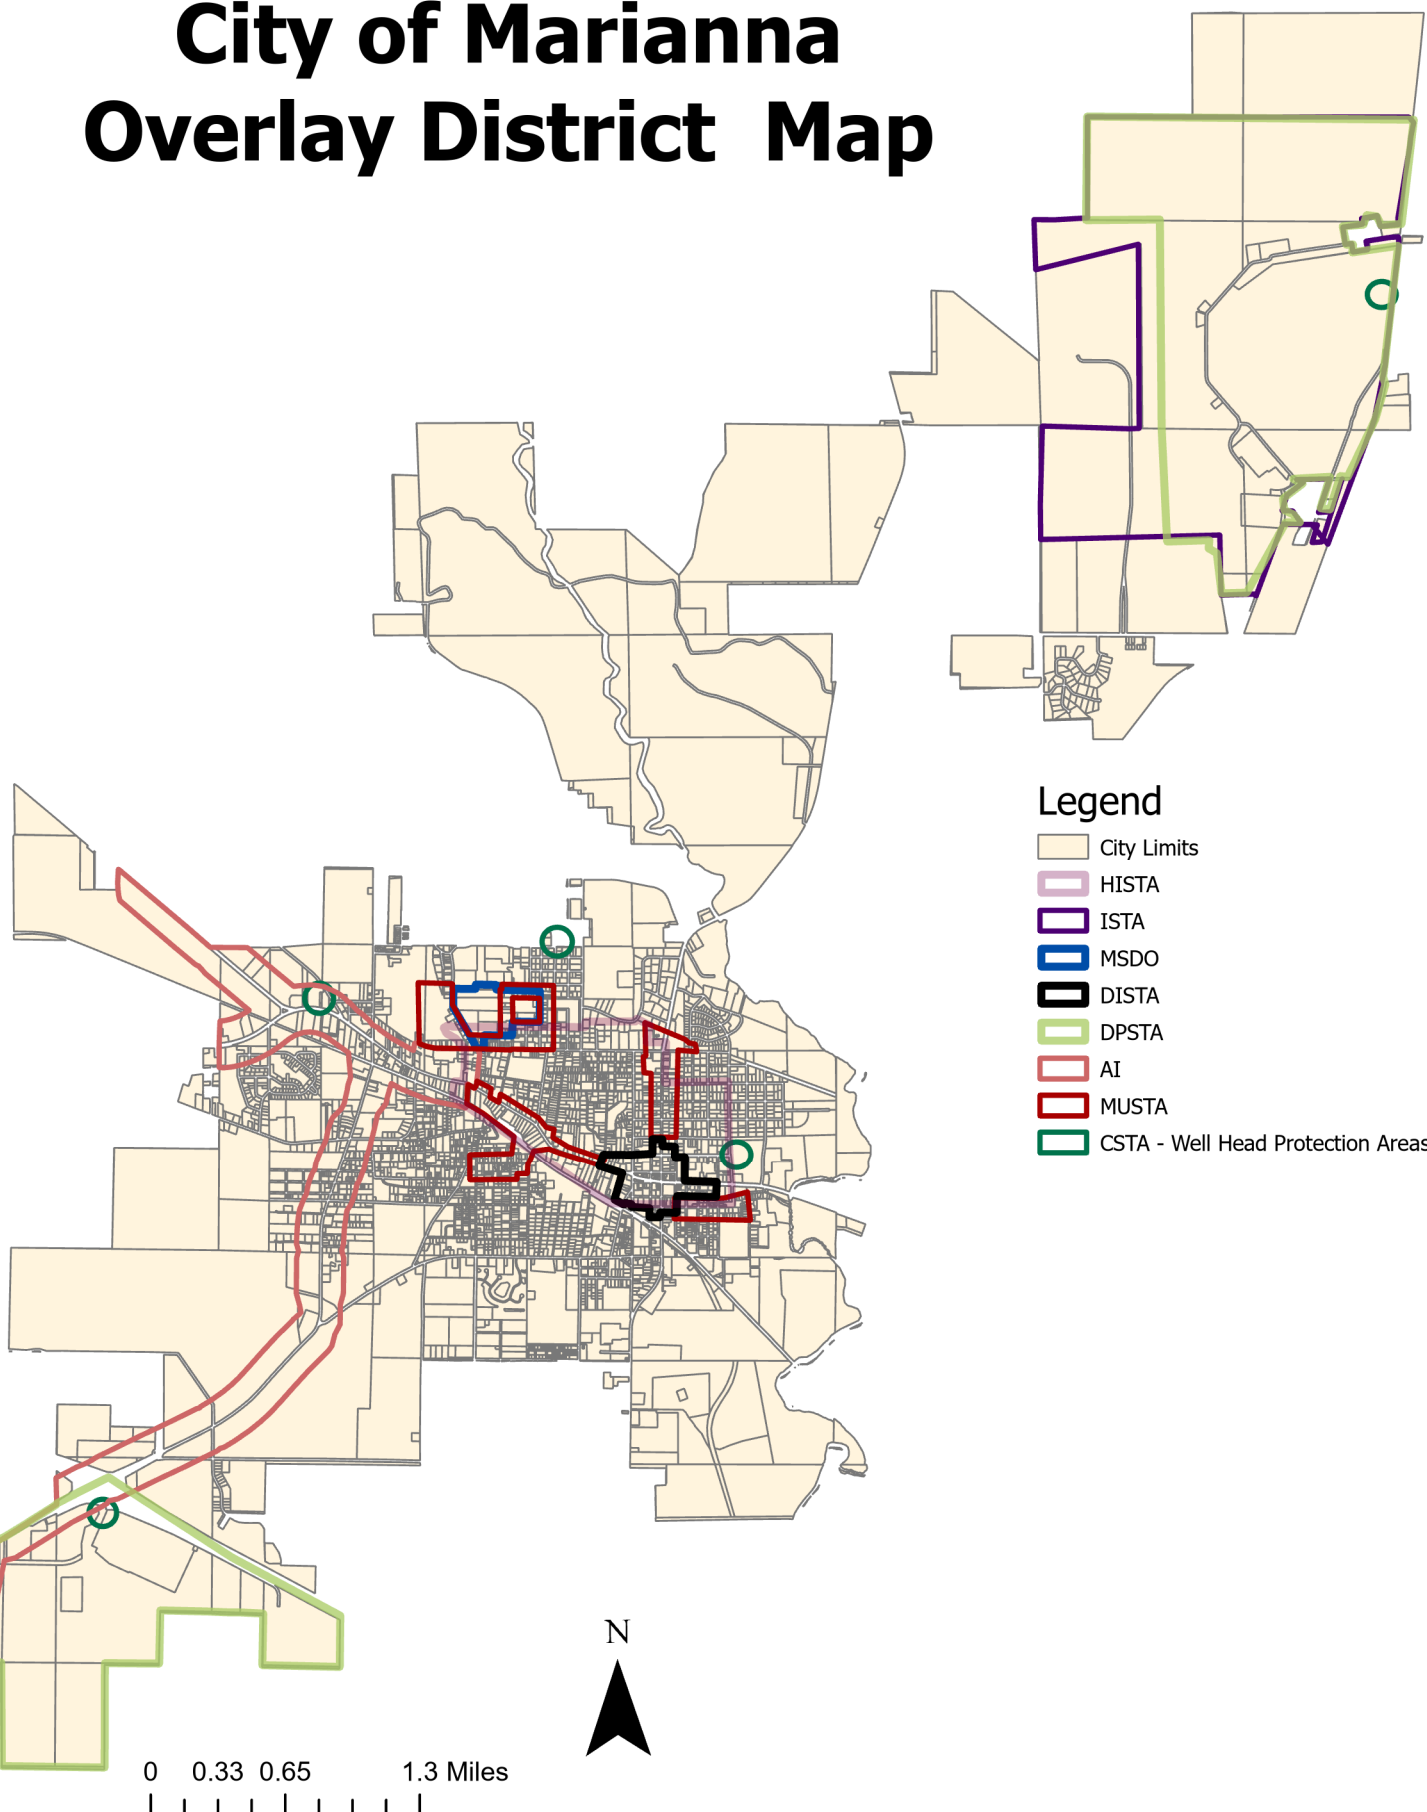 City of Marianna
Overlay District Map
Legend
City Limits
HISTA
ISTA
MSDO
DISTA
DPSTA
AI
MUSTA
CSTA - Well Head Protection Areas
N
0 0.33 0.65 1.3 Miles